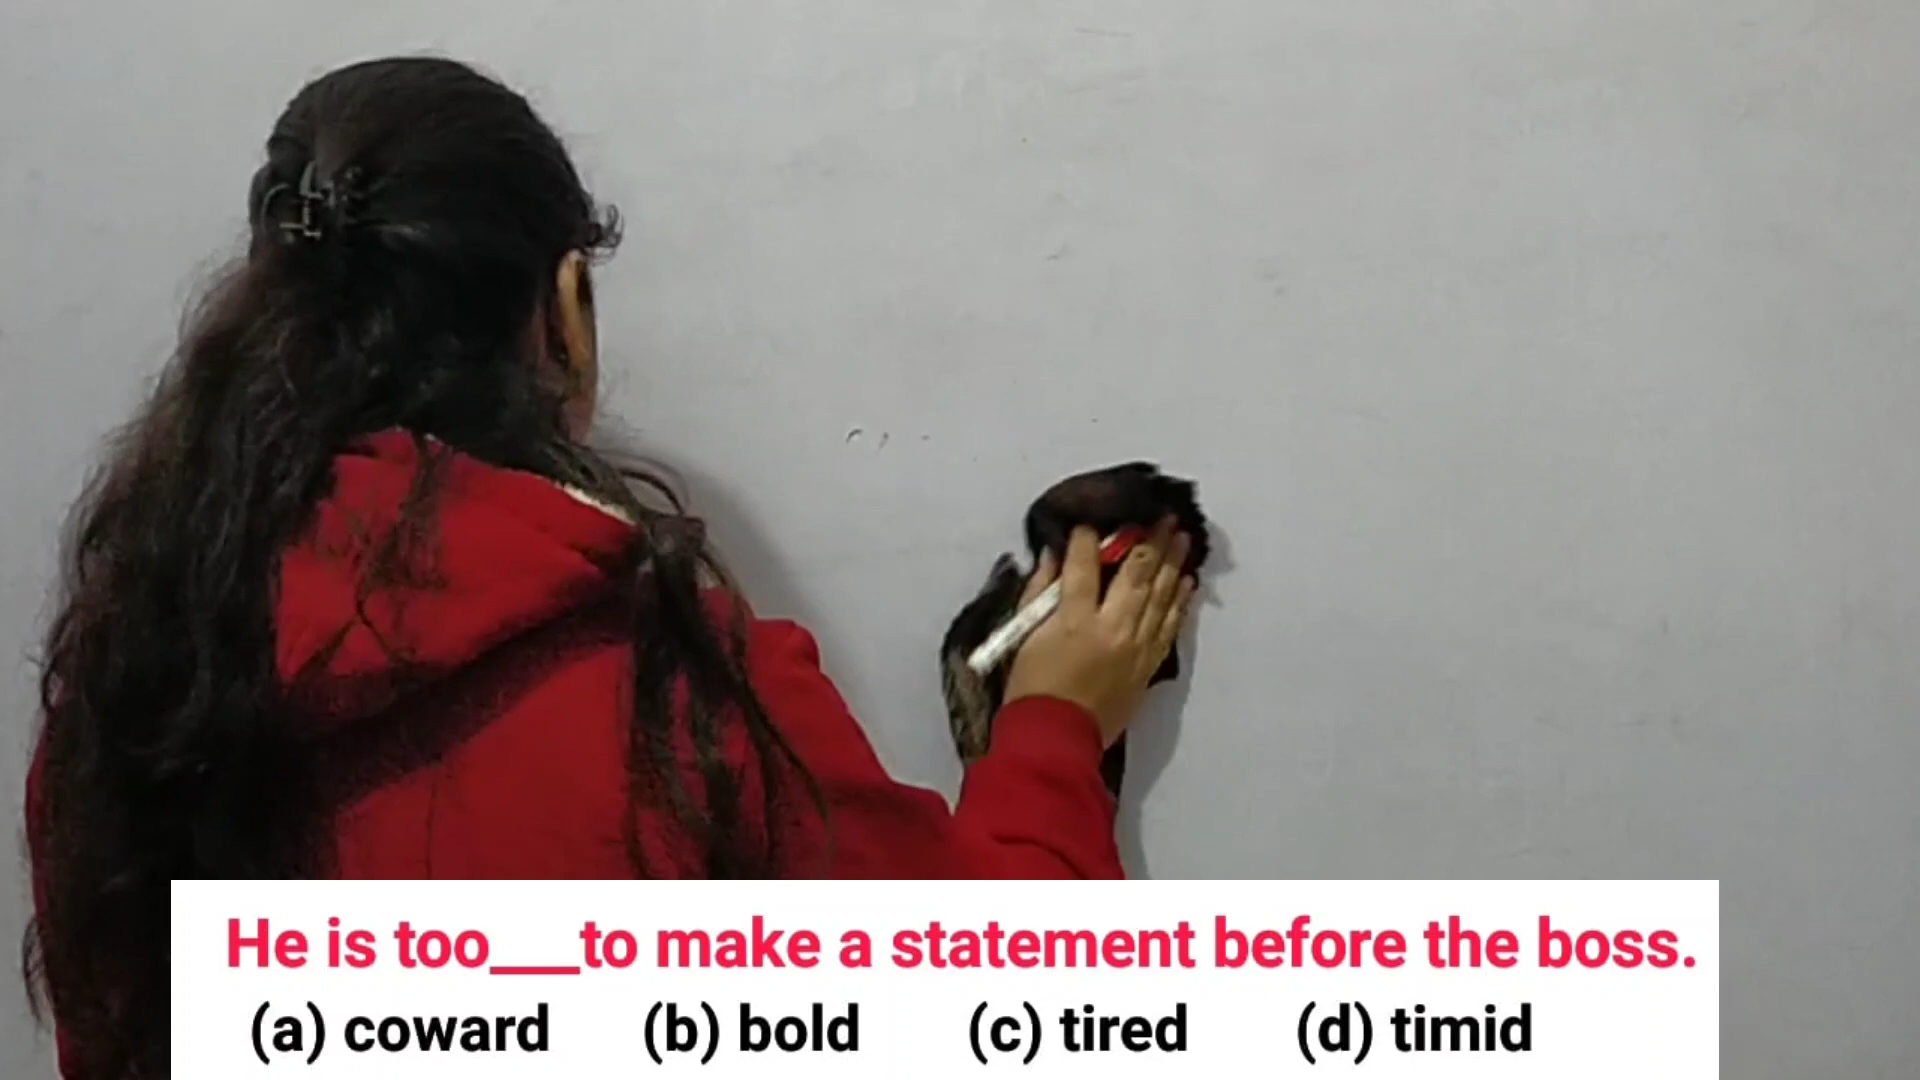 He is too___to make a statement before the boss.
(a) coward (b) bold (c) tired (d) timid